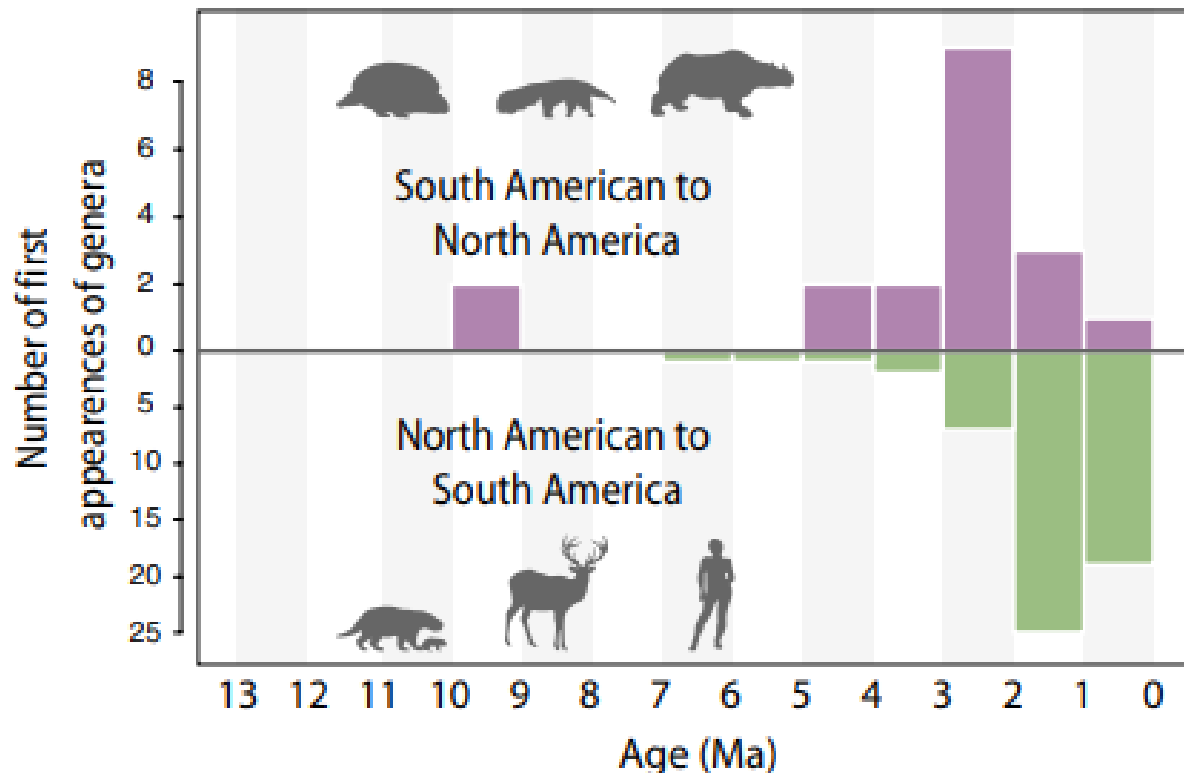 Number of first
appearences of genera
8
6
4
2
0
5
10
15
20
25
South American to
North America
North American to
South America
13 12 11 10 9 8 7 6 5 4 3 2 1 0
Age (Ma)